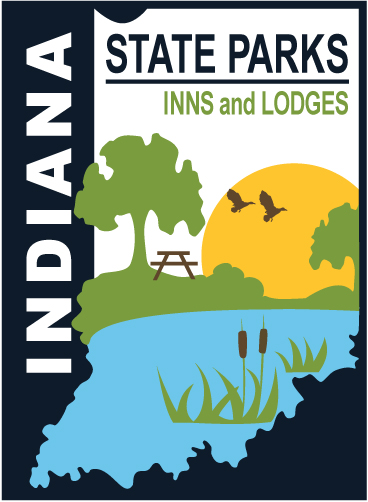 INDIANA
STATE PARKS
INNS and LODGES